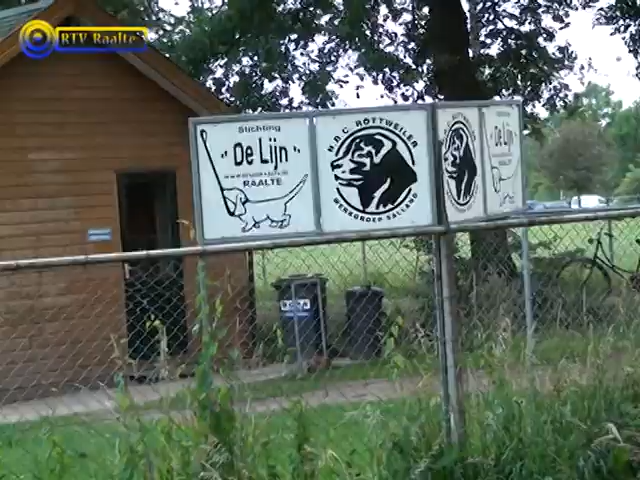 RTV Raalte
Stichting
"De Lijn"
RAALTE
N.R.C. ROTTWEILER
WERKGROEP SALLAND
De Lijn